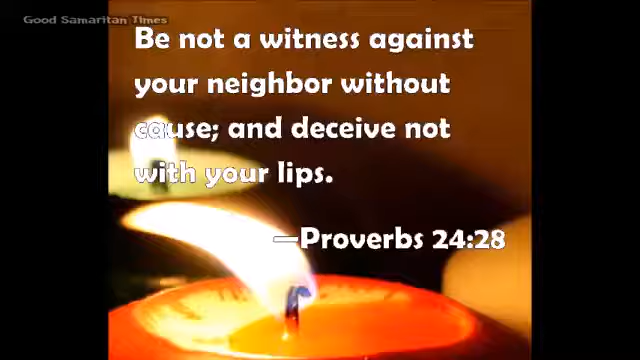 Good Samaritan Times
Be not a witness against
your neighbor without
cause; and deceive not
with your lips.
—Proverbs 24:28